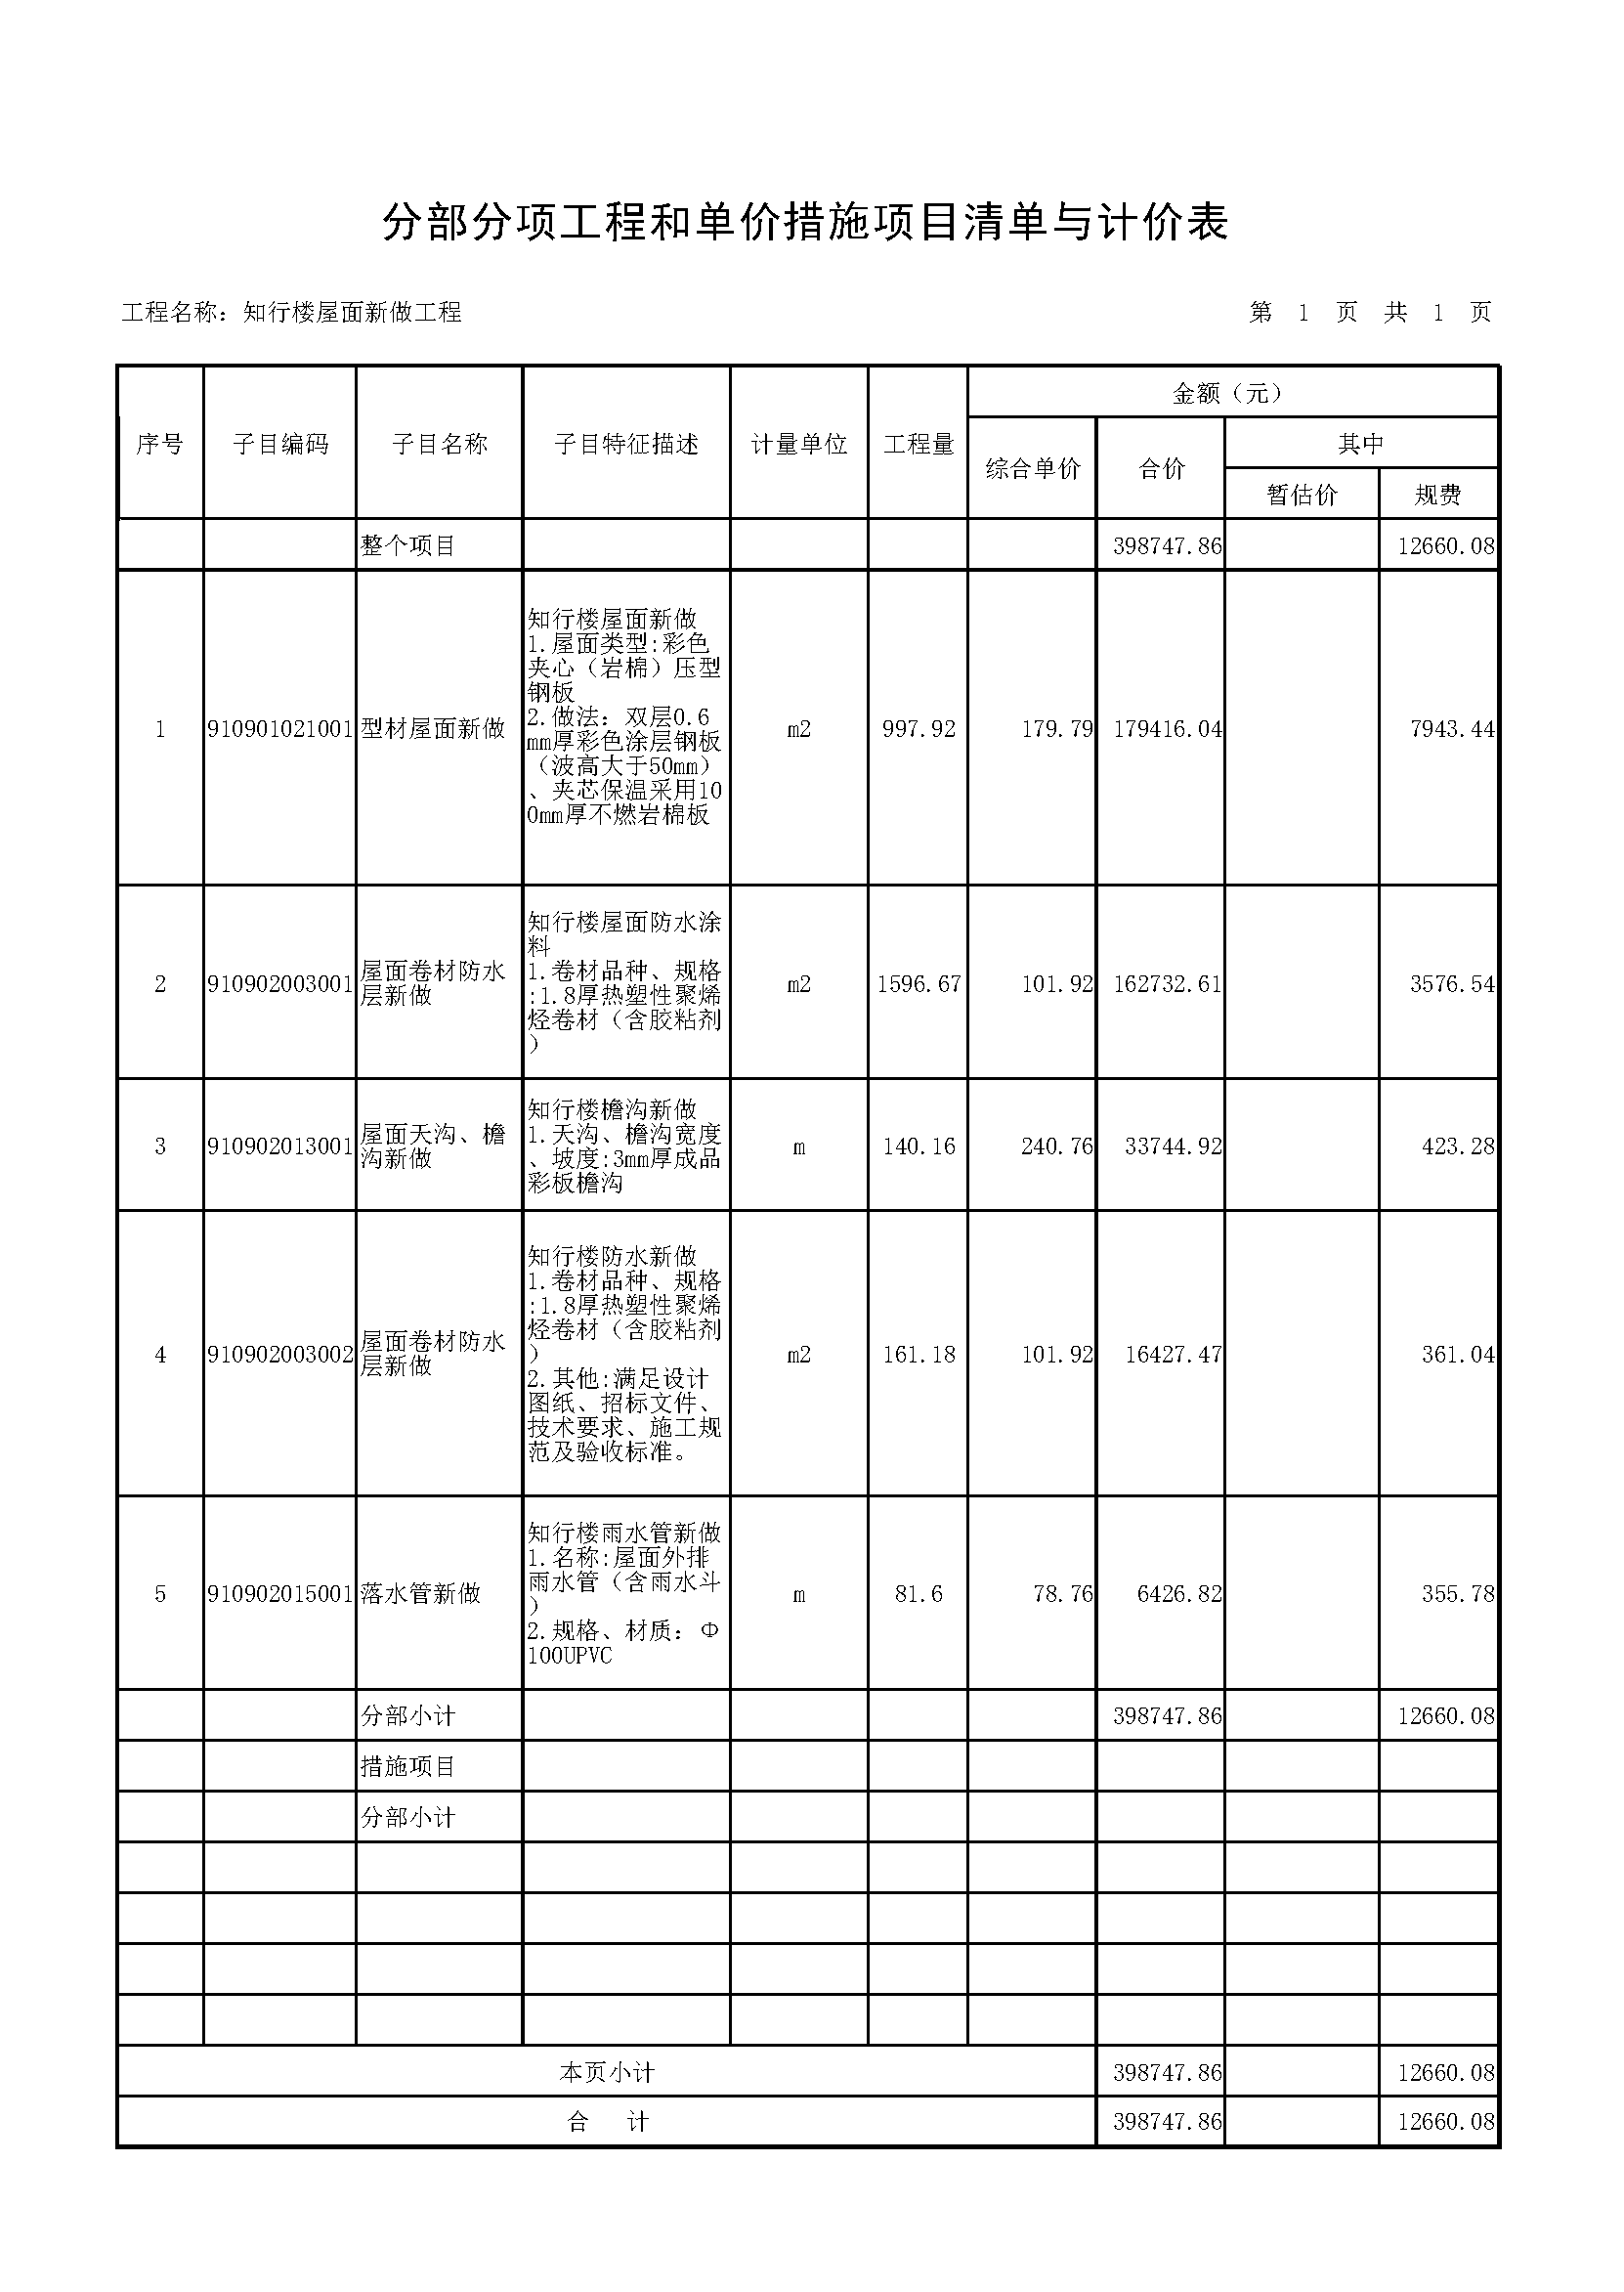 分部分项工程和单价措施项目清单与计价表
工程名称：知行楼屋面新做工程 第 1 页 共 1 页
序号 子目编码 子目名称 子目特征描述 计量单位 工程量 金额（元）
综合单价 合价 其中
暂估价 规费
整个项目 398747.86 12660.08
知行楼屋面新做
1.屋面类型:彩色
夹心（岩棉）压型
钢板
2.做法：双层0.6
mm厚彩色涂层钢板
（波高大于50mm）
、夹芯保温采用10
0mm厚不燃岩棉板
1 910901021001 型材屋面新做 m2 997.92 179.79 179416.04 7943.44
知行楼屋面防水涂
料
1.卷材品种、规格
:1.8厚热塑性聚烯
烃卷材（含胶粘剂
）
2 910902003001 屋面卷材防水
层新做 m2 1596.67 101.92 162732.61 3576.54
知行楼檐沟新做
1.天沟、檐沟宽度
、坡度:3mm厚成品
彩板檐沟
3 910902013001 屋面天沟、檐
沟新做 m 140.16 240.76 33744.92 423.28
知行楼防水新做
1.卷材品种、规格
:1.8厚热塑性聚烯
烃卷材（含胶粘剂
）
2.其他:满足设计
图纸、招标文件、
技术要求、施工规
范及验收标准。
4 910902003002 屋面卷材防水
层新做 m2 161.18 101.92 16427.47 361.04
知行楼雨水管新做
1.名称:屋面外排
雨水管（含雨水斗
）
2.规格、材质：Φ
100UPVC
5 910902015001 落水管新做 m 81.6 78.76 6426.82 355.78
分部小计 398747.86 12660.08
措施项目
分部小计
本页小计 398747.86 12660.08
合 计 398747.86 12660.08